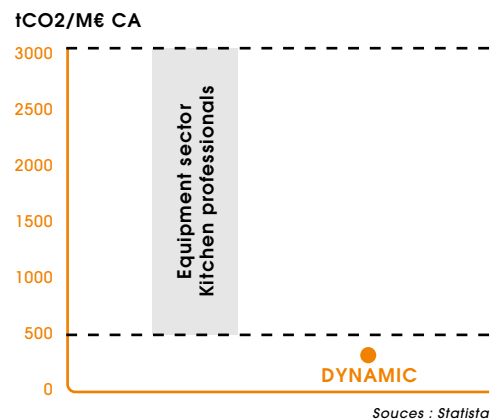 tCO2/M€ CA
3000
2500
2000
1500
1000
500
0
Equipment sector
Kitchen professionals
DYNAMIC
Souces : Statista